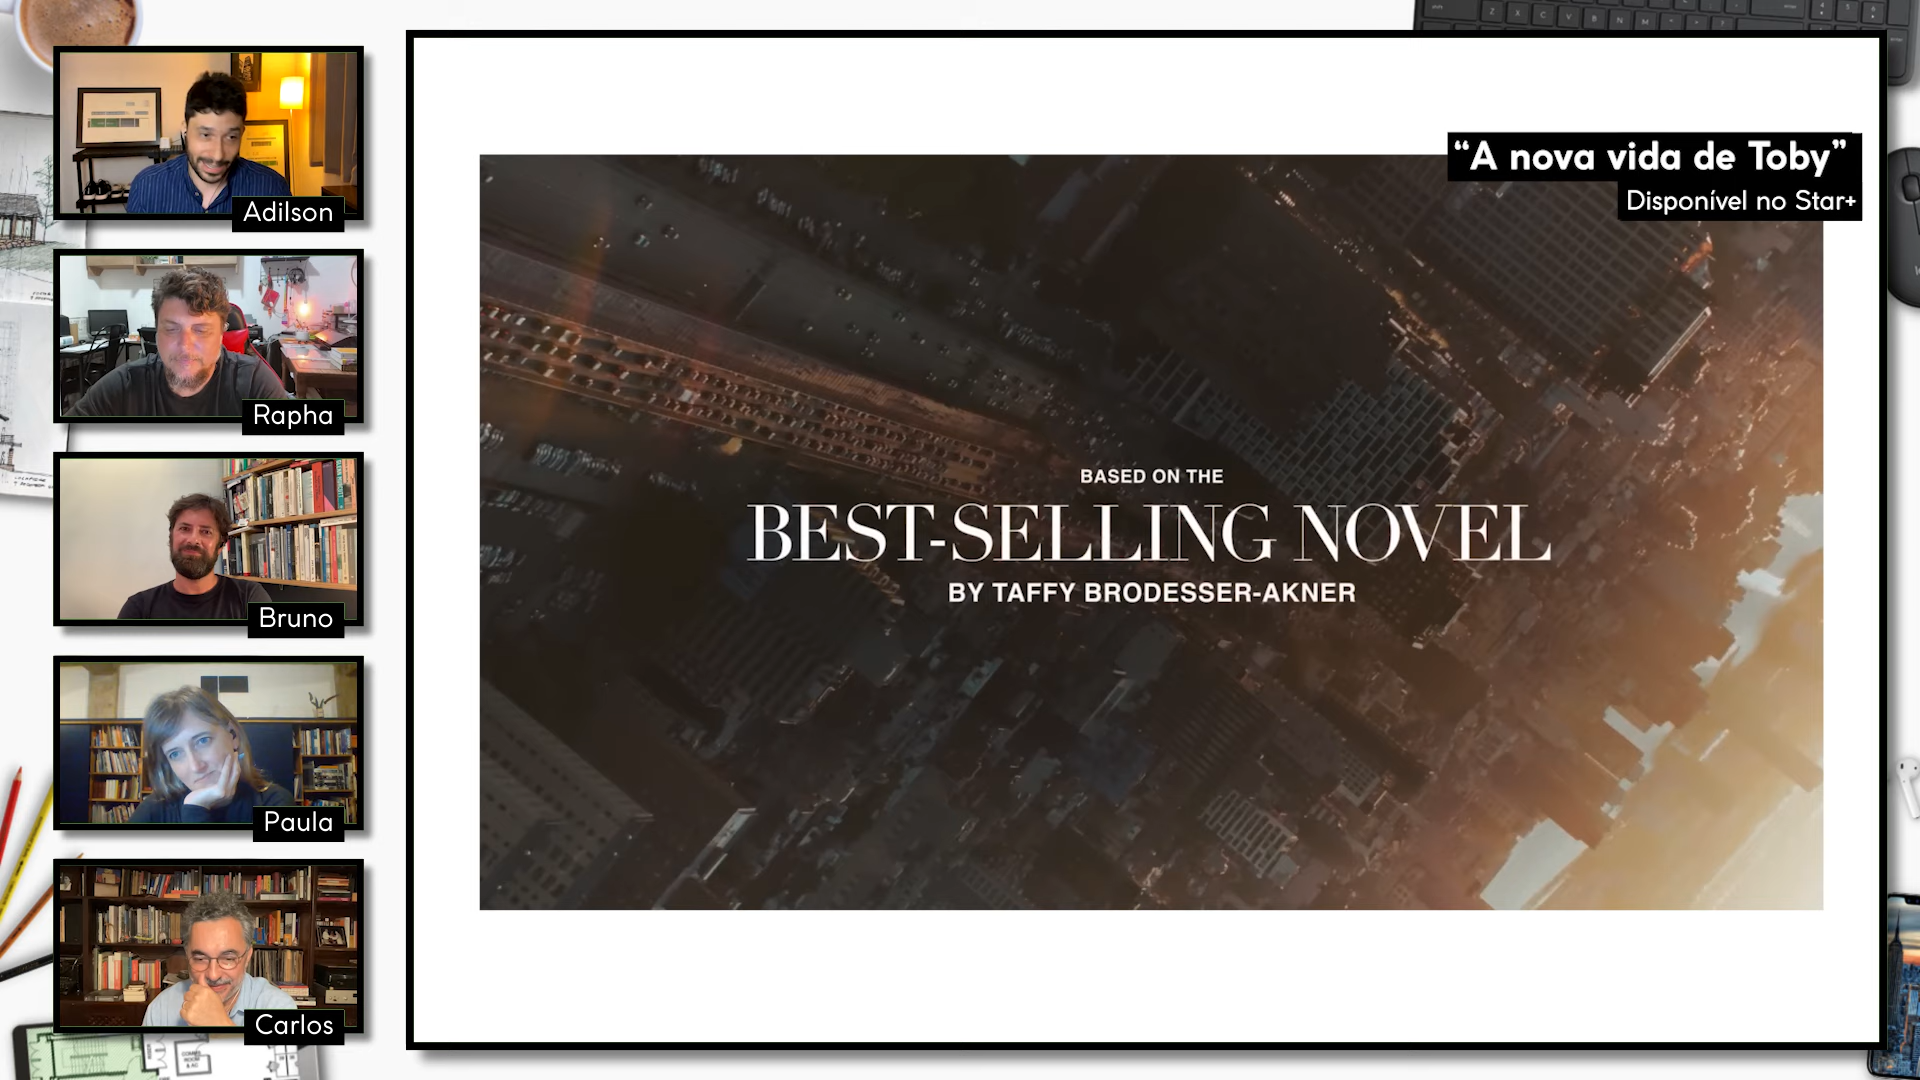 Adilson
Rapha
Bruno
Paula
Carlos
“A nova vida de Toby”
Disponível no Star+
BASED ON THE
BEST-SELLING NOVEL
BY TAFFY BRODESSER-AKNER